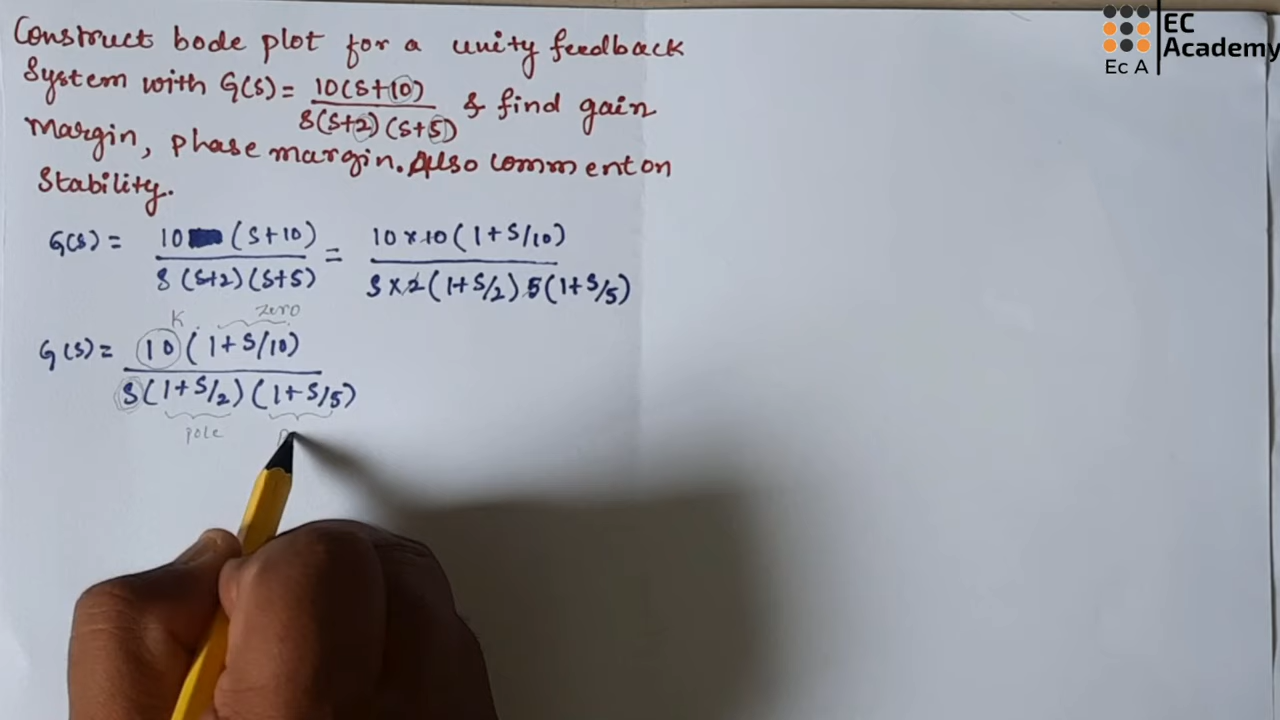 EC
Academy
Ec A
Construct bode plot for a unity feedback
System with G(S) = 10(S+10) / S(S+2)(S+5) & find gain
Margin, phase margin. Also comment on
Stability.
G(S) = 10 (S+10) / S(S+2)(S+5) = 10×10(1+S/10) / S×2(1+S/2)5(1+S/5)
K zero
G(S) = 10(1+S/10) / S(1+S/2)(1+S/5)
pole